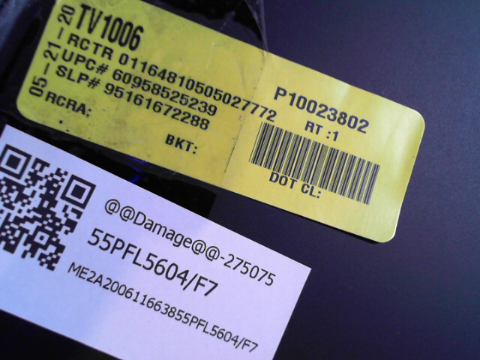 05-21-20
TV1006
RCTR 01164810505027772
UPC# 60958525239
SLP# 95161672288
RCRA:
BKT:
P10023802
RT :1
DOT CL:
@@Damage@@-275075
55PFL5604/F7
ME2A200611663855PFL5604/F7